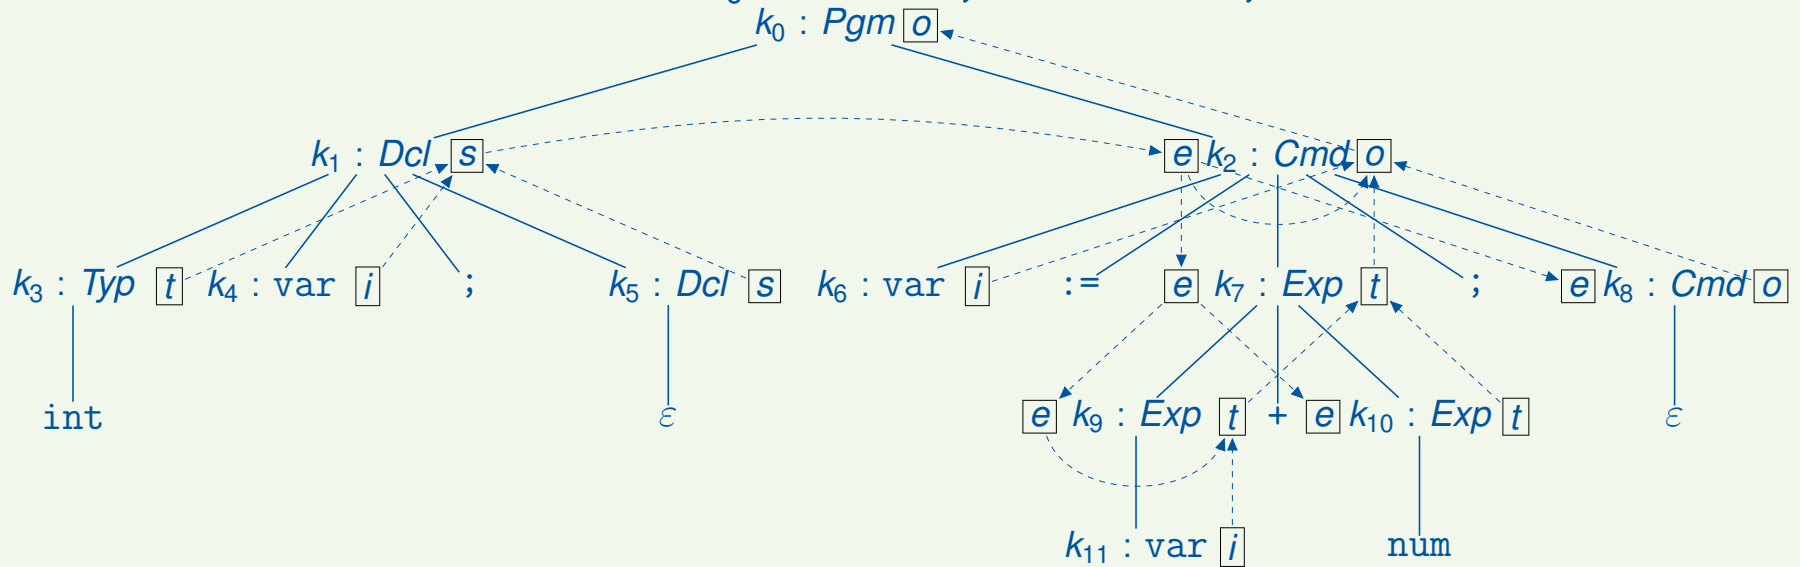 k0 : Pgm o
k1 : Dcl s e k2 : Cmd o
k3 : Typ t k4 : var i ; k5 : Dcl s k6 : var i := e k7 : Exp t ; e k8 : Cmd o
int ε e k9 : Exp t + e k10 : Exp t ε
k11 : var i num